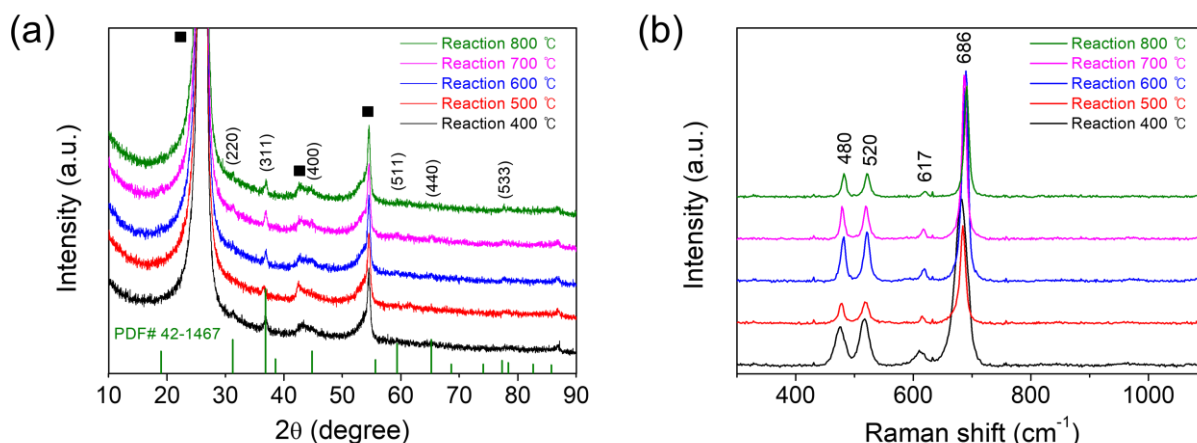 (a)
Reaction 800 ℃
Reaction 700 ℃
Reaction 600 ℃
Reaction 500 ℃
Reaction 400 ℃
(220)
(311)
(400)
(511)
(440)
(533)
PDF# 42-1467
Intensity (a.u.)
10 20 30 40 50 60 70 80 90
2θ (degree)
(b)
686
Reaction 800 ℃
Reaction 700 ℃
Reaction 600 ℃
Reaction 500 ℃
Reaction 400 ℃
480 520 617
Intensity (a.u.)
400 600 800 1000
Raman shift (cm⁻¹)